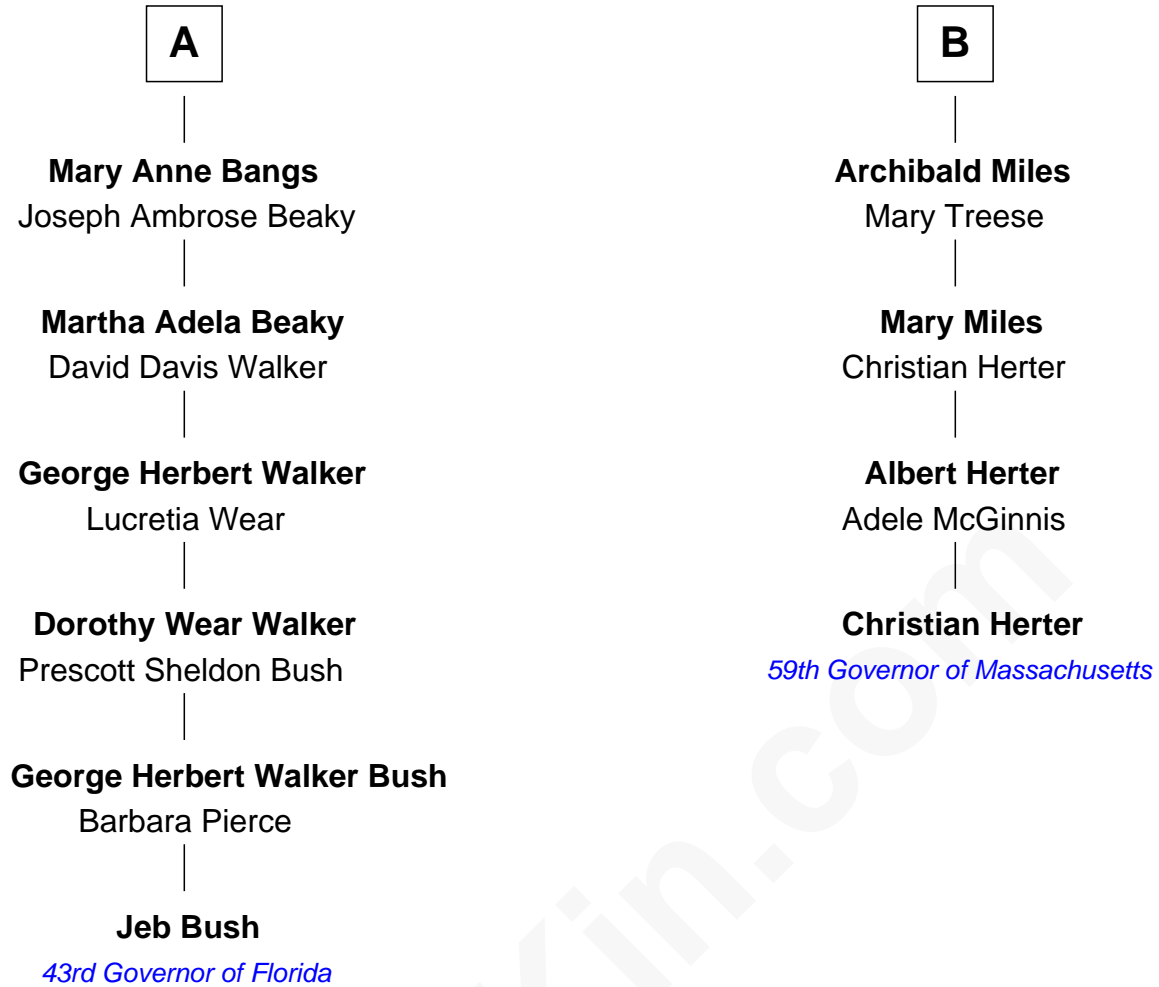 A
Mary Anne Bangs
Joseph Ambrose Beaky
Martha Adela Beaky
David Davis Walker
George Herbert Walker
Lucretia Wear
Dorothy Wear Walker
Prescott Sheldon Bush
George Herbert Walker Bush
Barbara Pierce
Jeb Bush
43rd Governor of Florida
B
Archibald Miles
Mary Treese
Mary Miles
Christian Herter
Albert Herter
Adele McGinnis
Christian Herter
59th Governor of Massachusetts
Kin.com